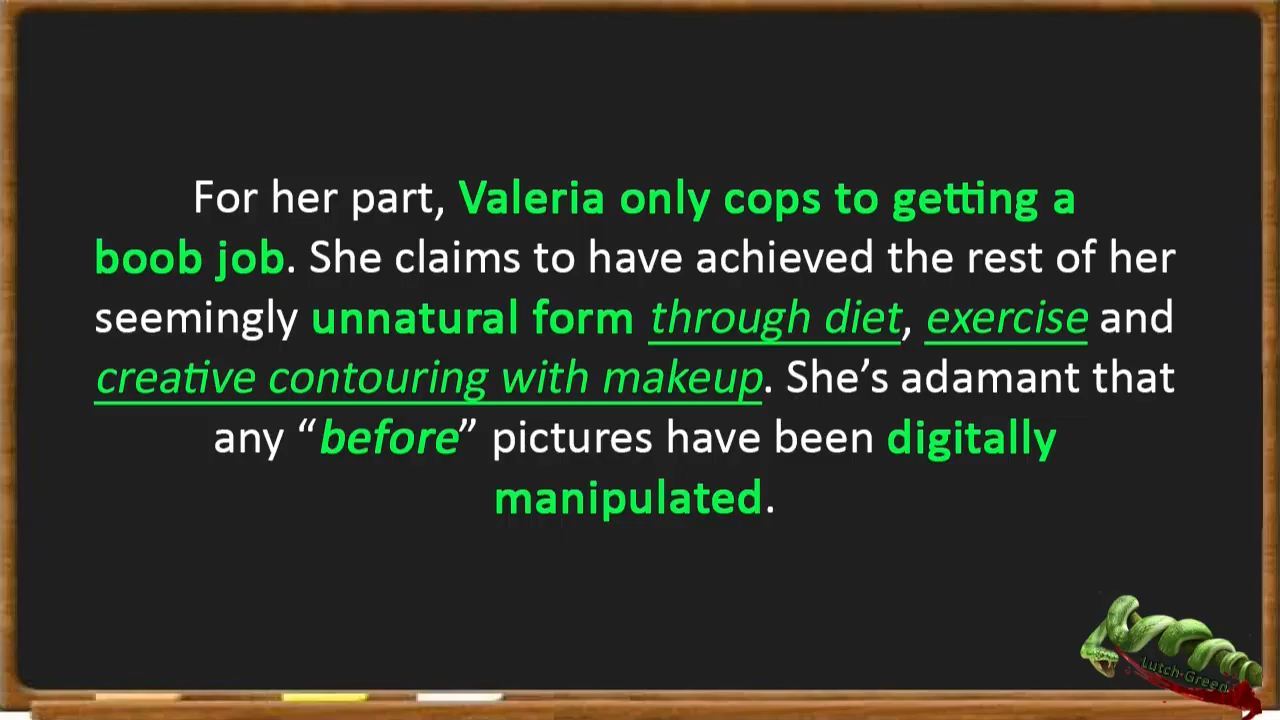 For her part, Valeria only cops to getting a
boob job. She claims to have achieved the rest of her
seemingly unnatural form through diet, exercise and
creative contouring with makeup. She’s adamant that
any “before” pictures have been digitally
manipulated.
Lutch-Green